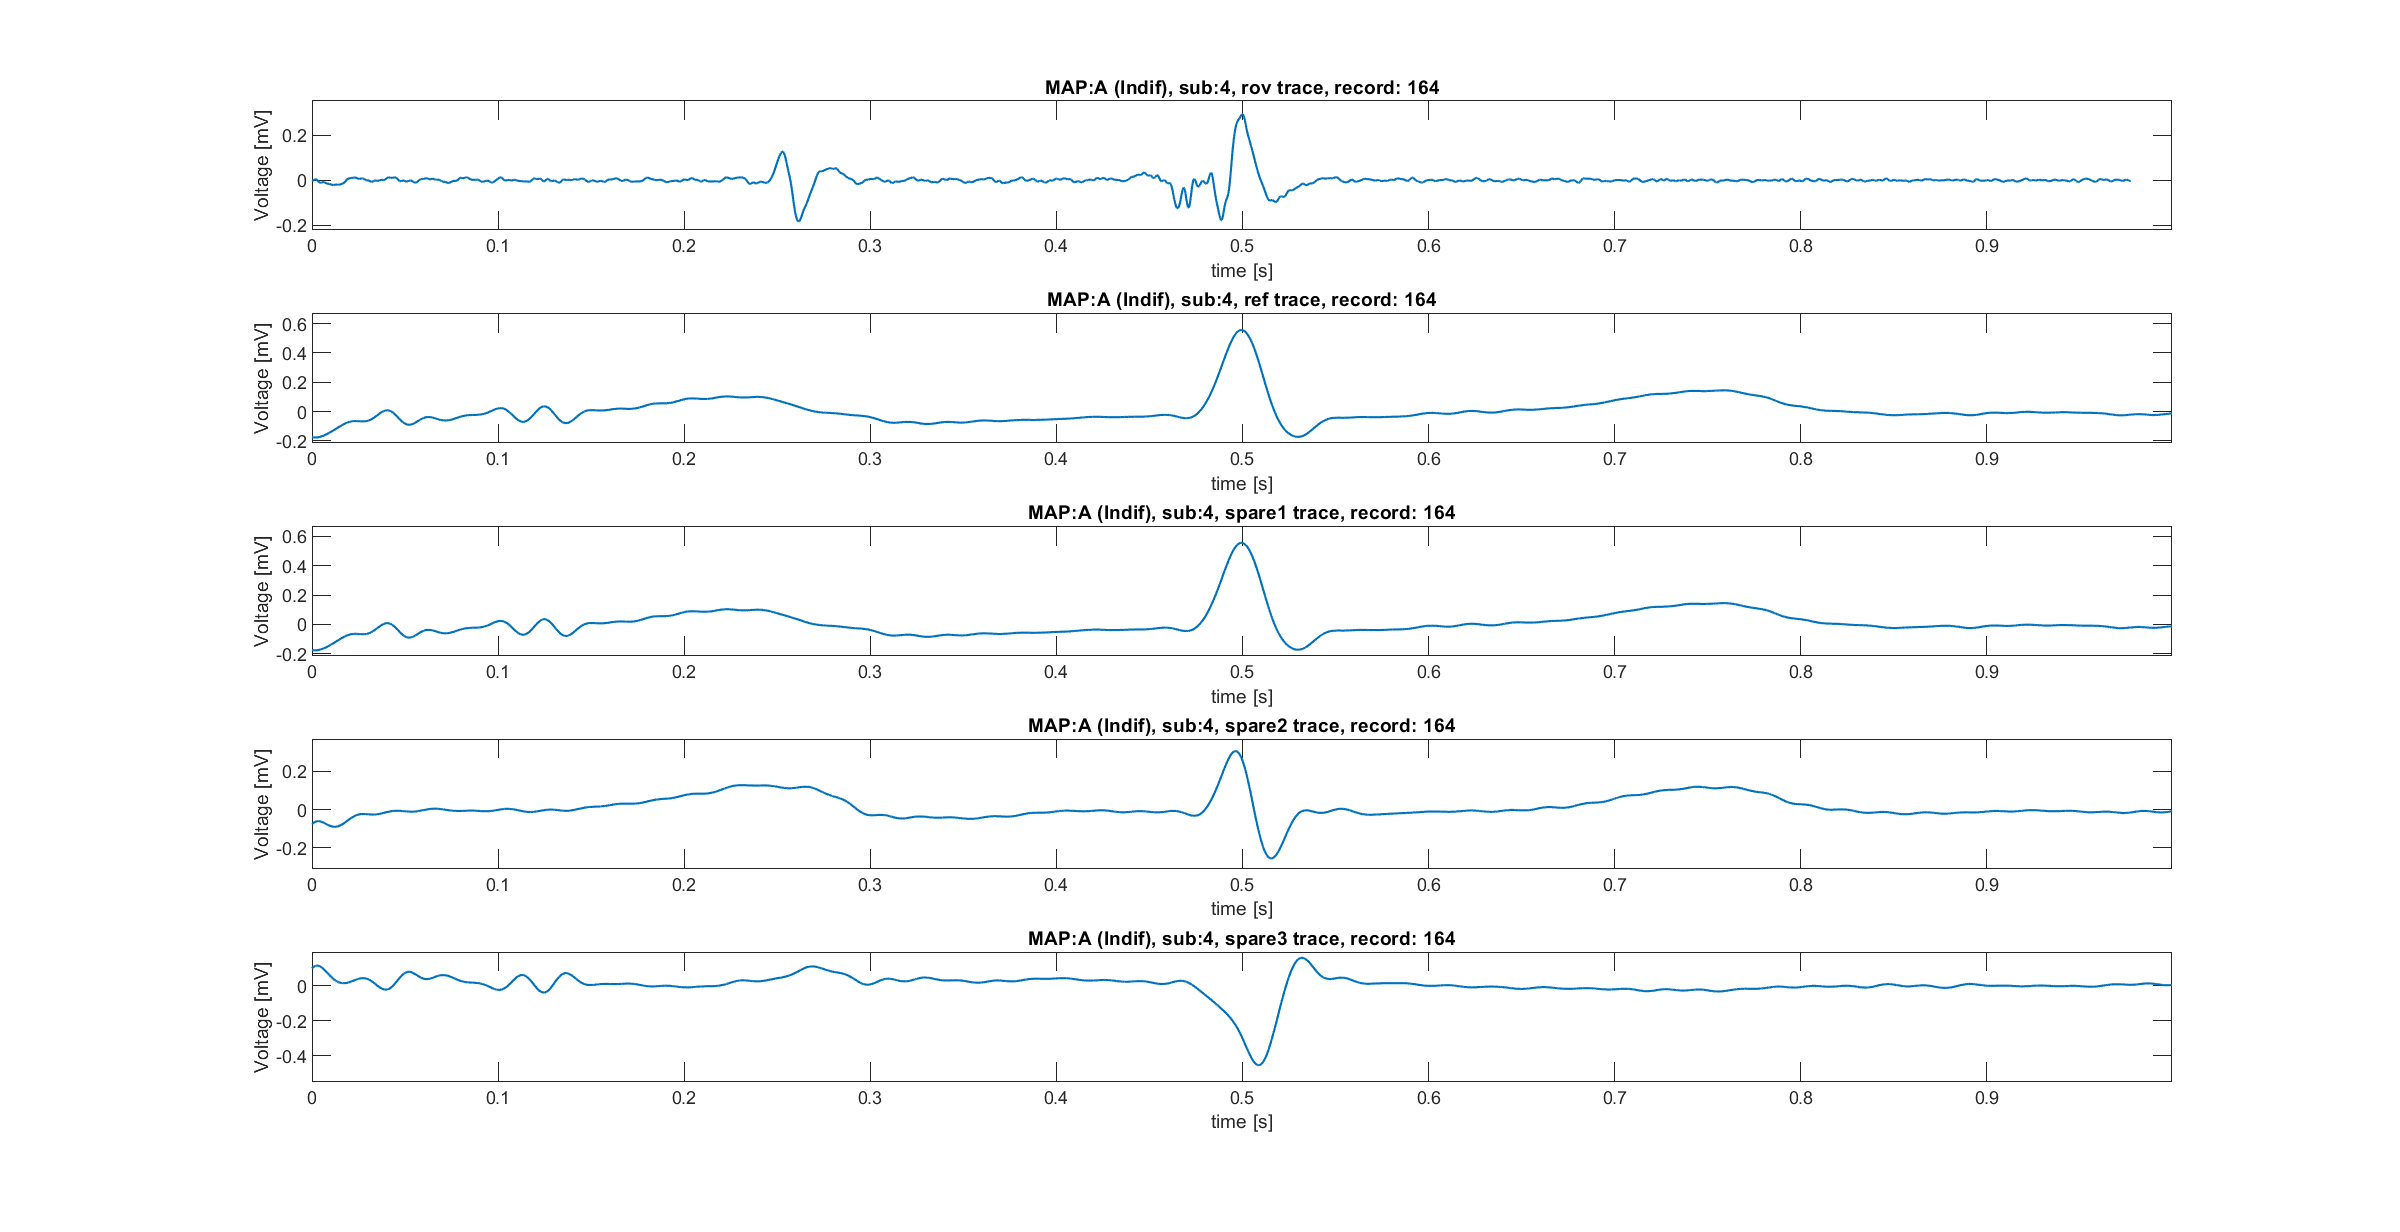 MAP:A (Indif), sub:4, rov trace, record: 164
Voltage [mV]
0.2
0
-0.2
0 0.1 0.2 0.3 0.4 0.5 0.6 0.7 0.8 0.9
time [s]
MAP:A (Indif), sub:4, ref trace, record: 164
Voltage [mV]
0.6
0.4
0.2
0
-0.2
0 0.1 0.2 0.3 0.4 0.5 0.6 0.7 0.8 0.9
time [s]
MAP:A (Indif), sub:4, spare1 trace, record: 164
Voltage [mV]
0.6
0.4
0.2
0
-0.2
0 0.1 0.2 0.3 0.4 0.5 0.6 0.7 0.8 0.9
time [s]
MAP:A (Indif), sub:4, spare2 trace, record: 164
Voltage [mV]
0.2
0
-0.2
0 0.1 0.2 0.3 0.4 0.5 0.6 0.7 0.8 0.9
time [s]
MAP:A (Indif), sub:4, spare3 trace, record: 164
Voltage [mV]
0
-0.2
-0.4
0 0.1 0.2 0.3 0.4 0.5 0.6 0.7 0.8 0.9
time [s]